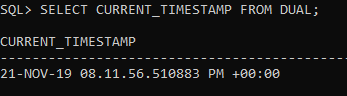 SQL> SELECT CURRENT_TIMESTAMP FROM DUAL;
CURRENT_TIMESTAMP
---------------------------------------------------------------------------
21-NOV-19 08.11.56.510883 PM +00:00